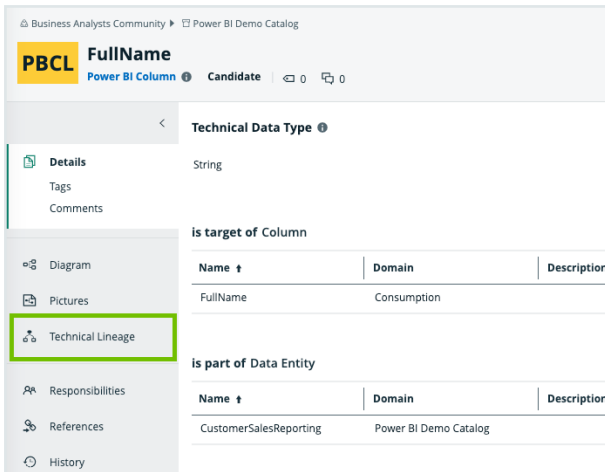 Business Analysts Community Power BI Demo Catalog
PBCL
FullName
Power BI Column Candidate 0 0
Details
Tags
Comments
Diagram
Pictures
Technical Lineage
Responsibilities
References
History
Technical Data Type
String
is target of Column
Name Domain Description
FullName Consumption
is part of Data Entity
Name Domain Description
CustomerSalesReporting Power BI Demo Catalog